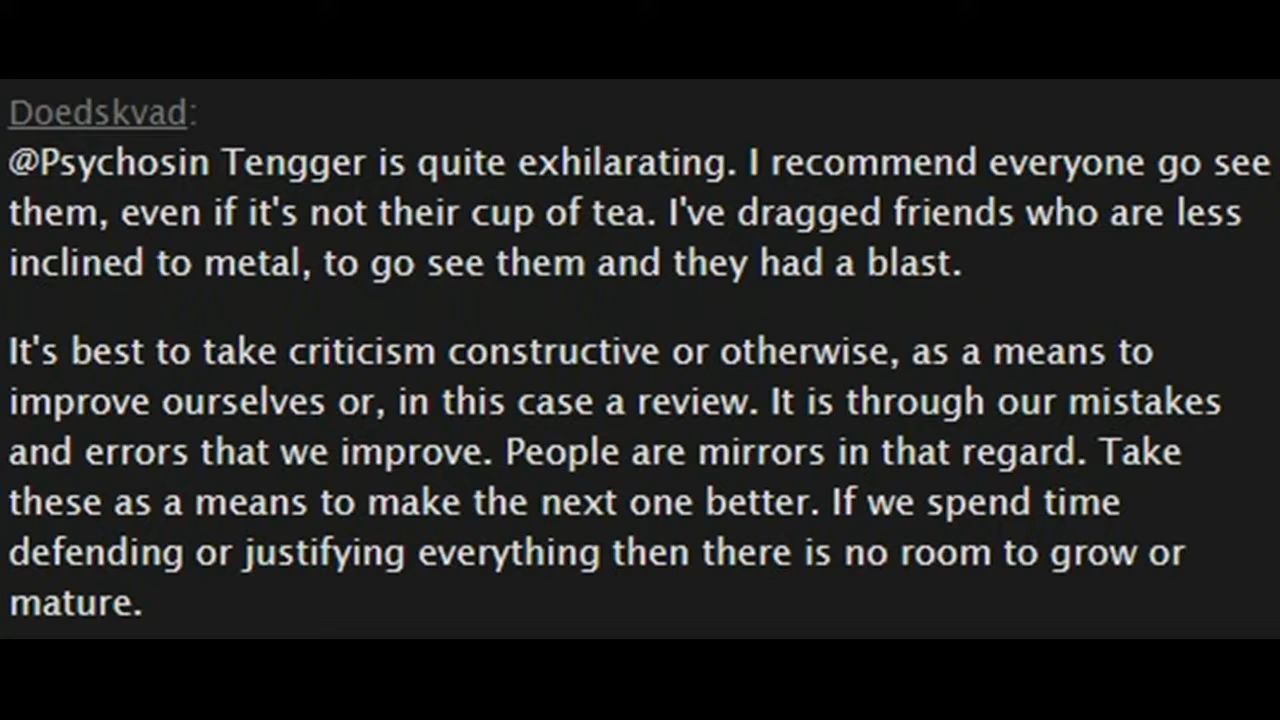 Doedskvad:
@Psychosin Tengger is quite exhilarating. I recommend everyone go see
them, even if it's not their cup of tea. I've dragged friends who are less
inclined to metal, to go see them and they had a blast.
It's best to take criticism constructive or otherwise, as a means to
improve ourselves or, in this case a review. It is through our mistakes
and errors that we improve. People are mirrors in that regard. Take
these as a means to make the next one better. If we spend time
defending or justifying everything then there is no room to grow or
mature.